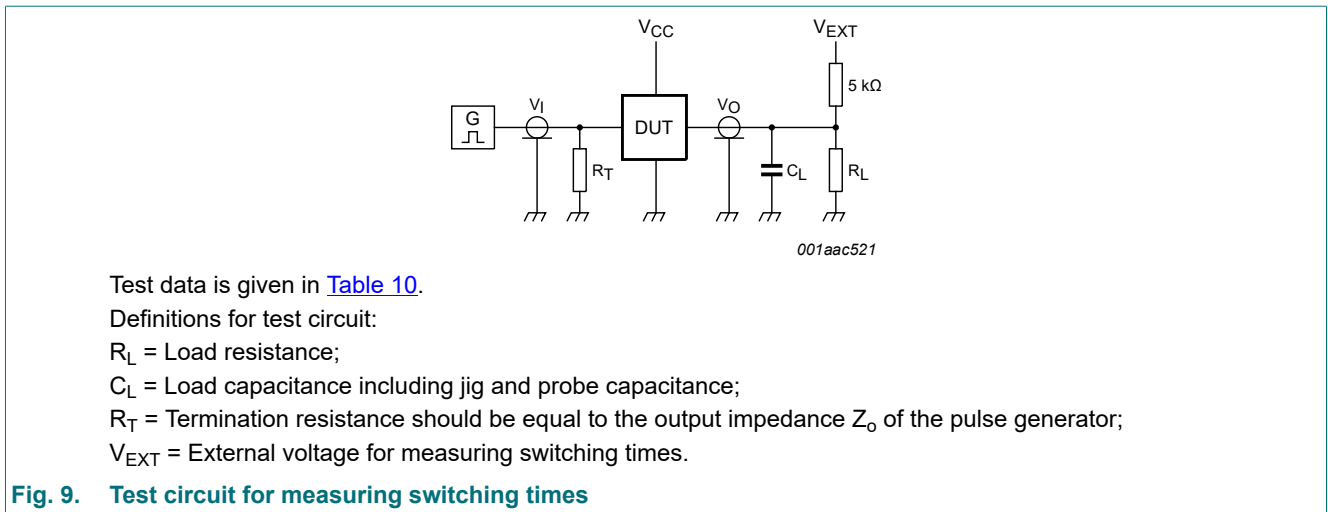 VCC
VEXT
5 kΩ
G
VI
DUT
VO
RT
CL
RL
001aac521
Test data is given in Table 10.
Definitions for test circuit:
RL = Load resistance;
CL = Load capacitance including jig and probe capacitance;
RT = Termination resistance should be equal to the output impedance Zo of the pulse generator;
VEXT = External voltage for measuring switching times.
Fig. 9. Test circuit for measuring switching times